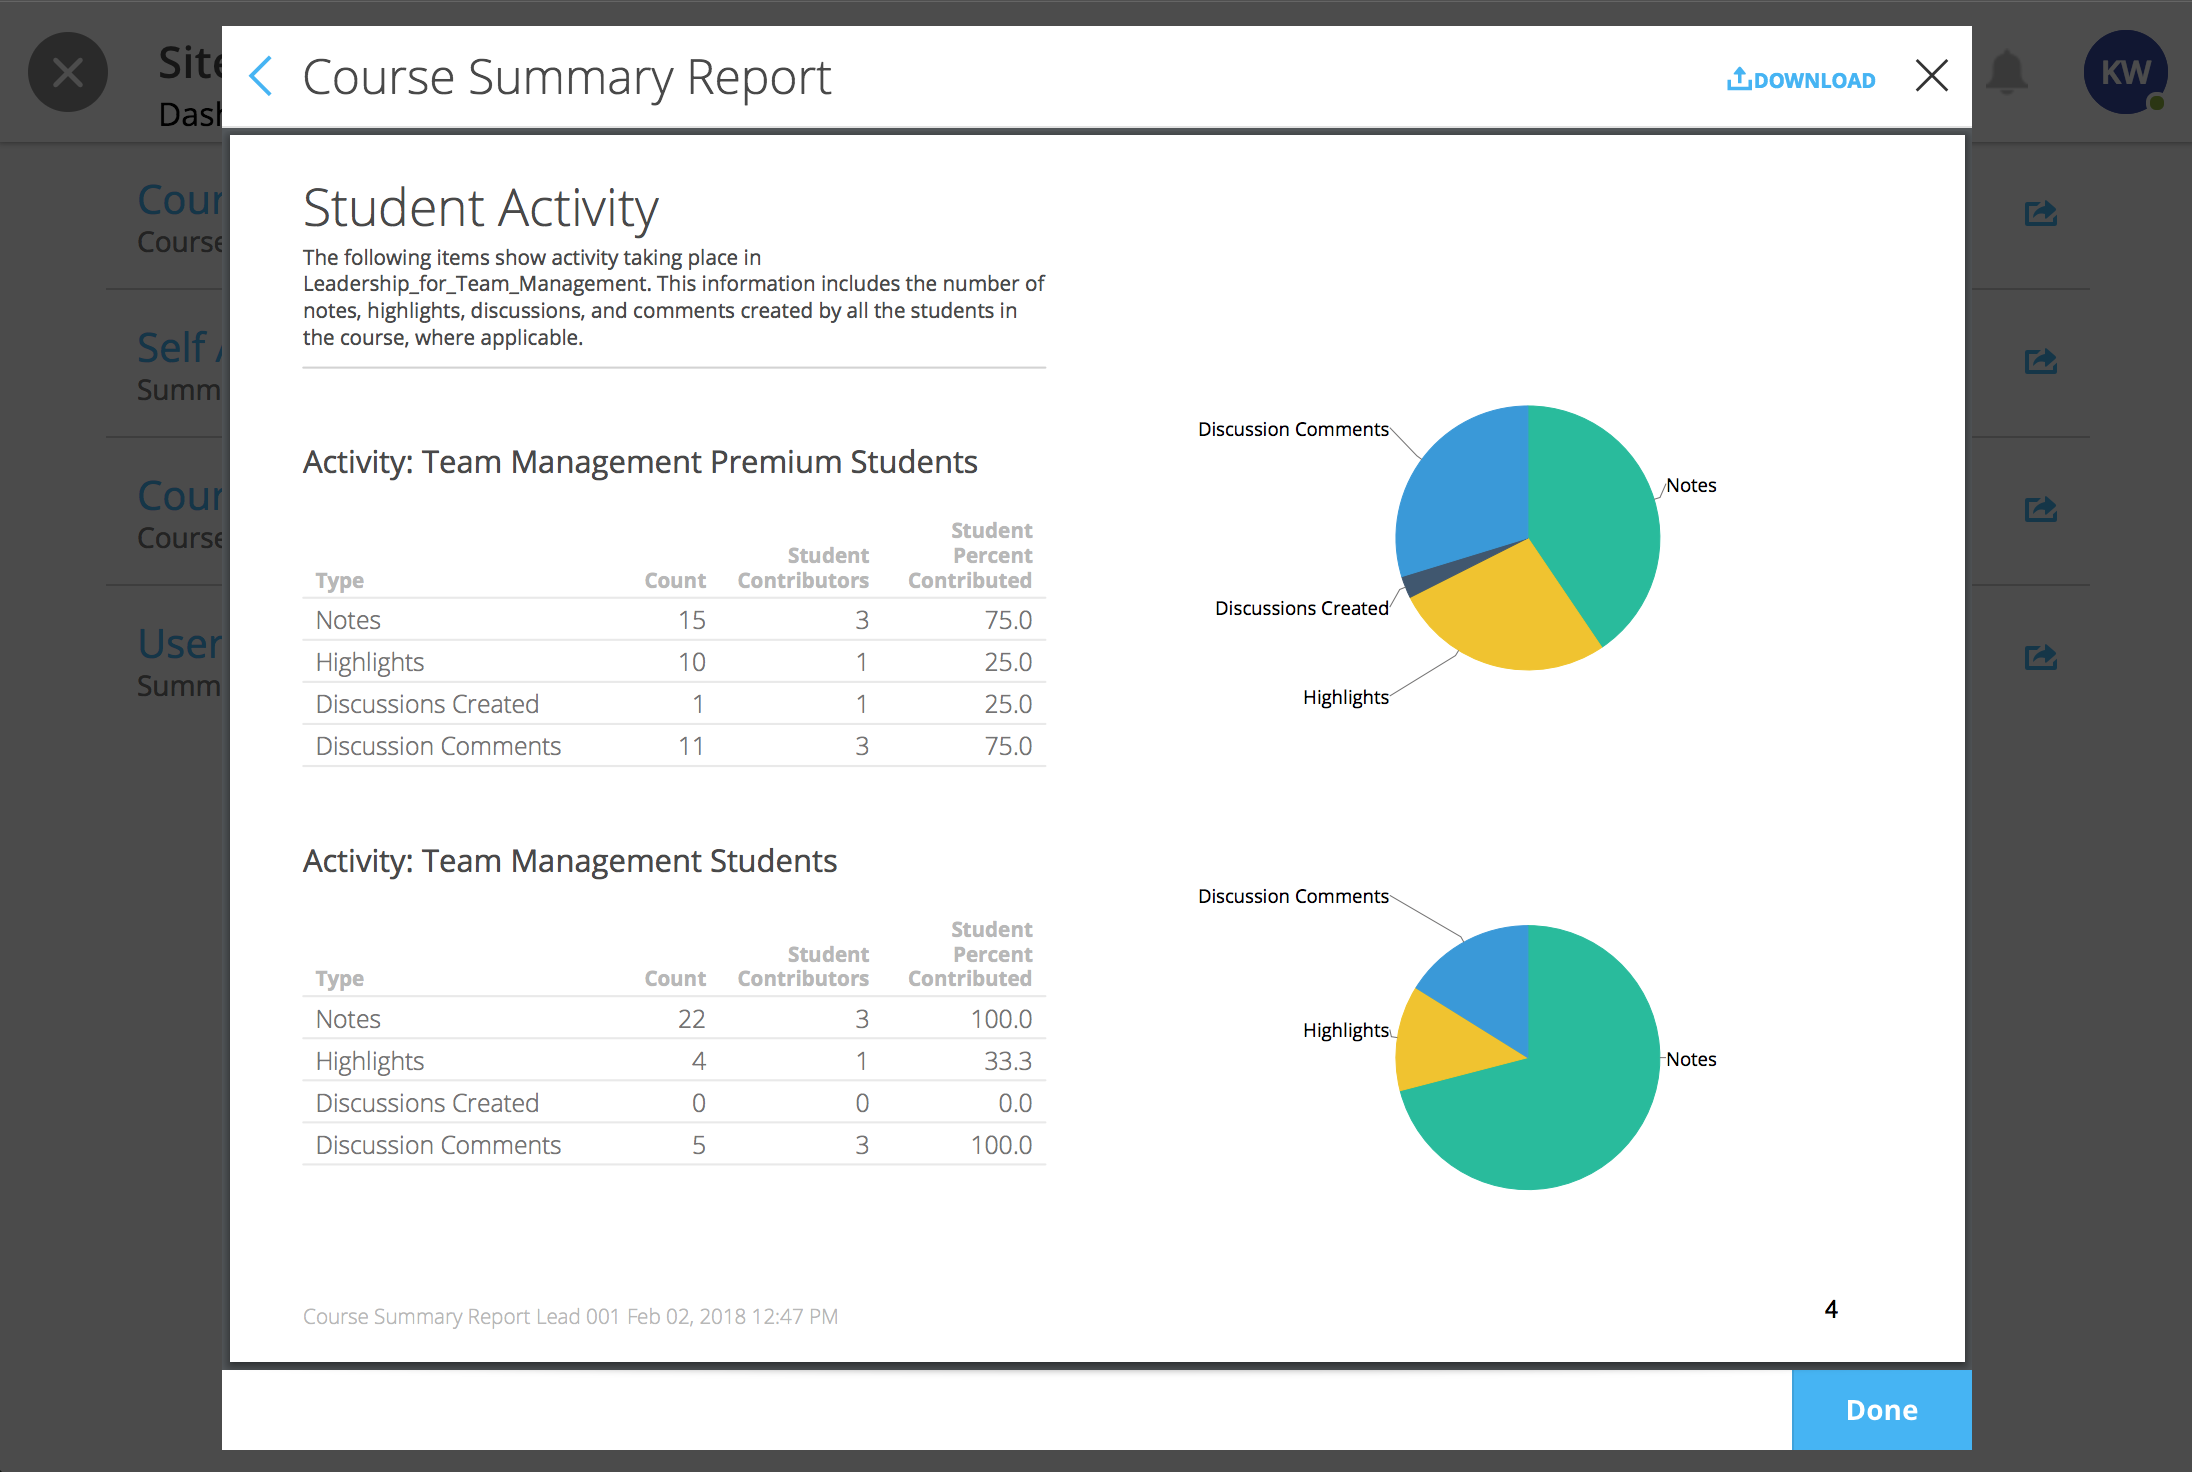 Site
Dash
KW
Course Summary Report
DOWNLOAD
Cour
Course
Self A
Summ
Cour
Course
User
Summ
Student Activity
The following items show activity taking place in
Leadership_for_Team_Management. This information includes the number of
notes, highlights, discussions, and comments created by all the students in
the course, where applicable.
Activity: Team Management Premium Students
Type Count Student Contributors Student Percent Contributed
Notes 15 3 75.0
Highlights 10 1 25.0
Discussions Created 1 1 25.0
Discussion Comments 11 3 75.0
Discussion Comments
Notes
Discussions Created
Highlights
Activity: Team Management Students
Type Count Student Contributors Student Percent Contributed
Notes 22 3 100.0
Highlights 4 1 33.3
Discussions Created 0 0 0.0
Discussion Comments 5 3 100.0
Discussion Comments
Highlights
Notes
Course Summary Report Lead 001 Feb 02, 2018 12:47 PM
4
Done